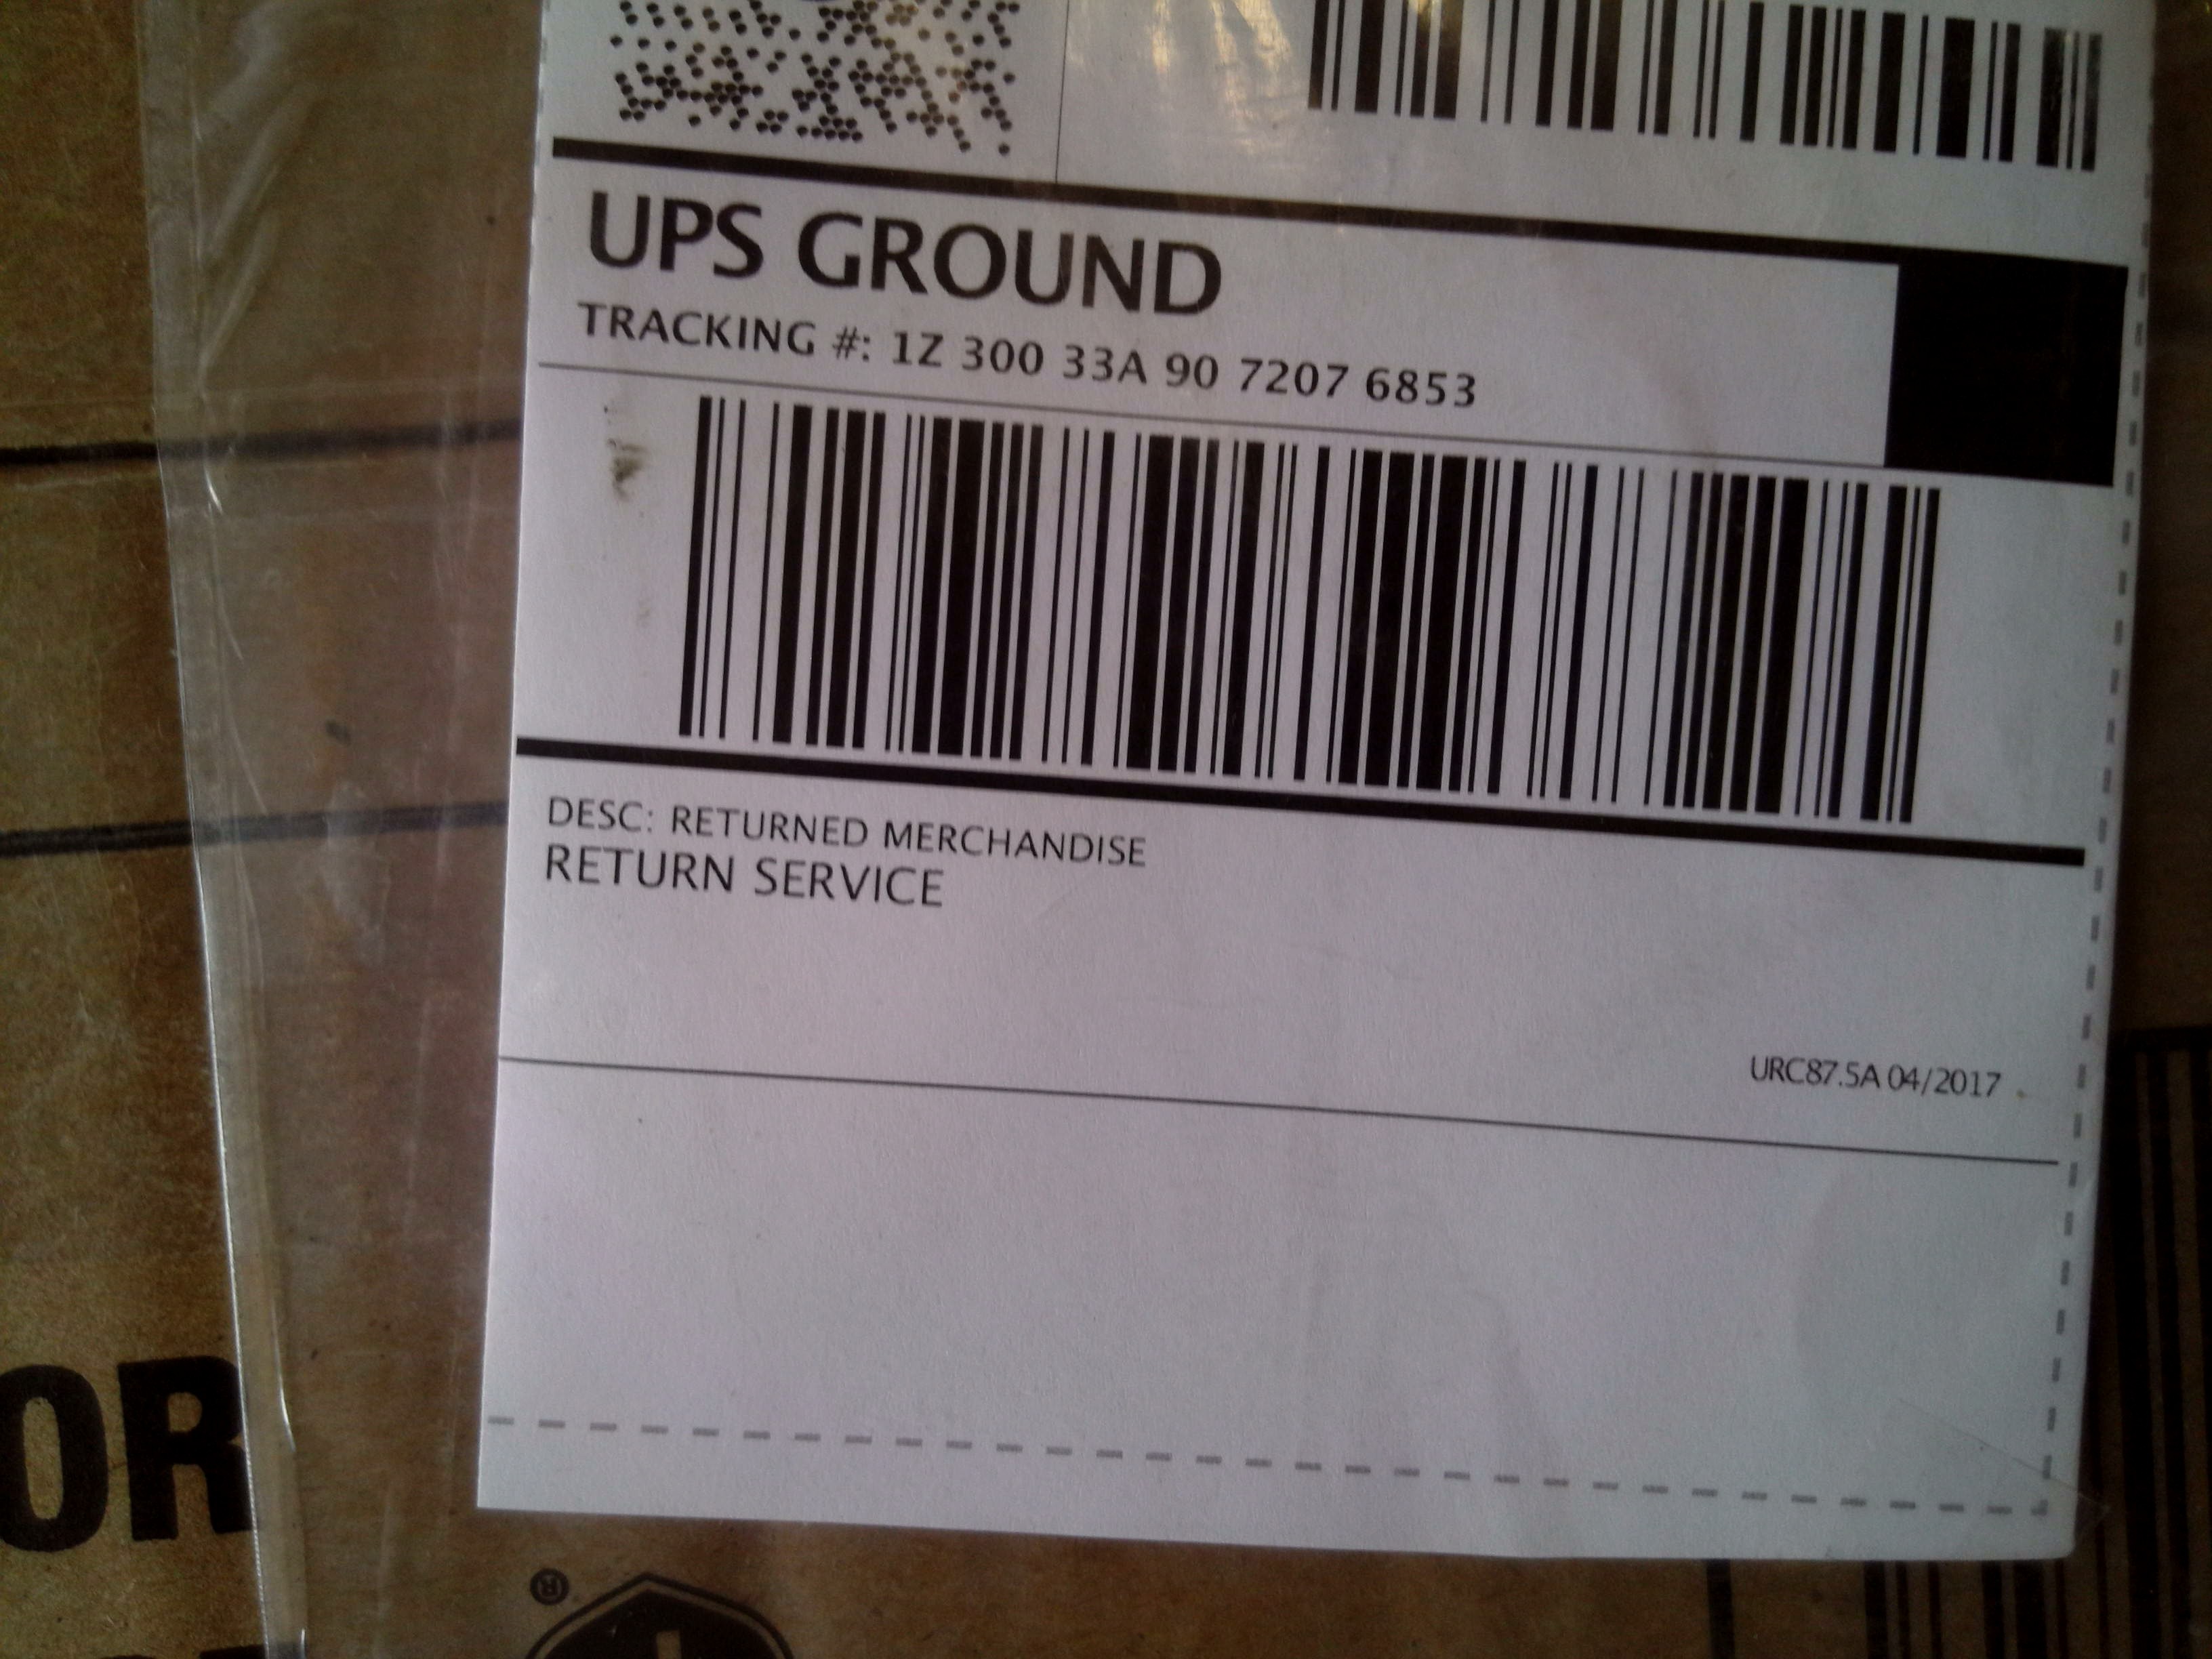 UPS GROUND
TRACKING #: 1Z 300 33A 90 7207 6853
DESC: RETURNED MERCHANDISE
RETURN SERVICE
URC87.5A 04/2017
OR
®